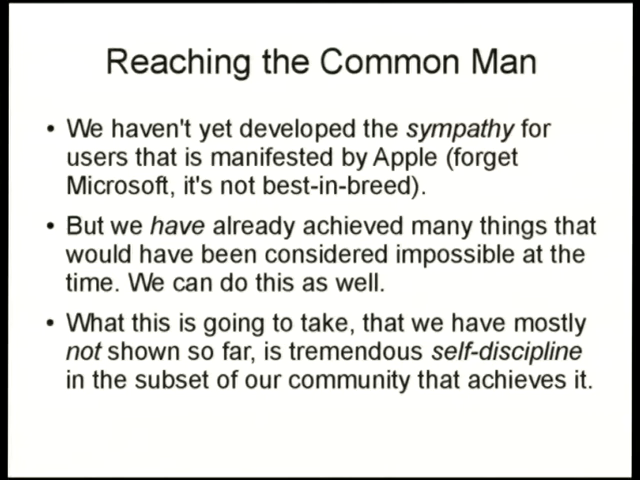 Reaching the Common Man
• We haven't yet developed the sympathy for
users that is manifested by Apple (forget
Microsoft, it's not best-in-breed).
• But we have already achieved many things that
would have been considered impossible at the
time. We can do this as well.
• What this is going to take, that we have mostly
not shown so far, is tremendous self-discipline
in the subset of our community that achieves it.